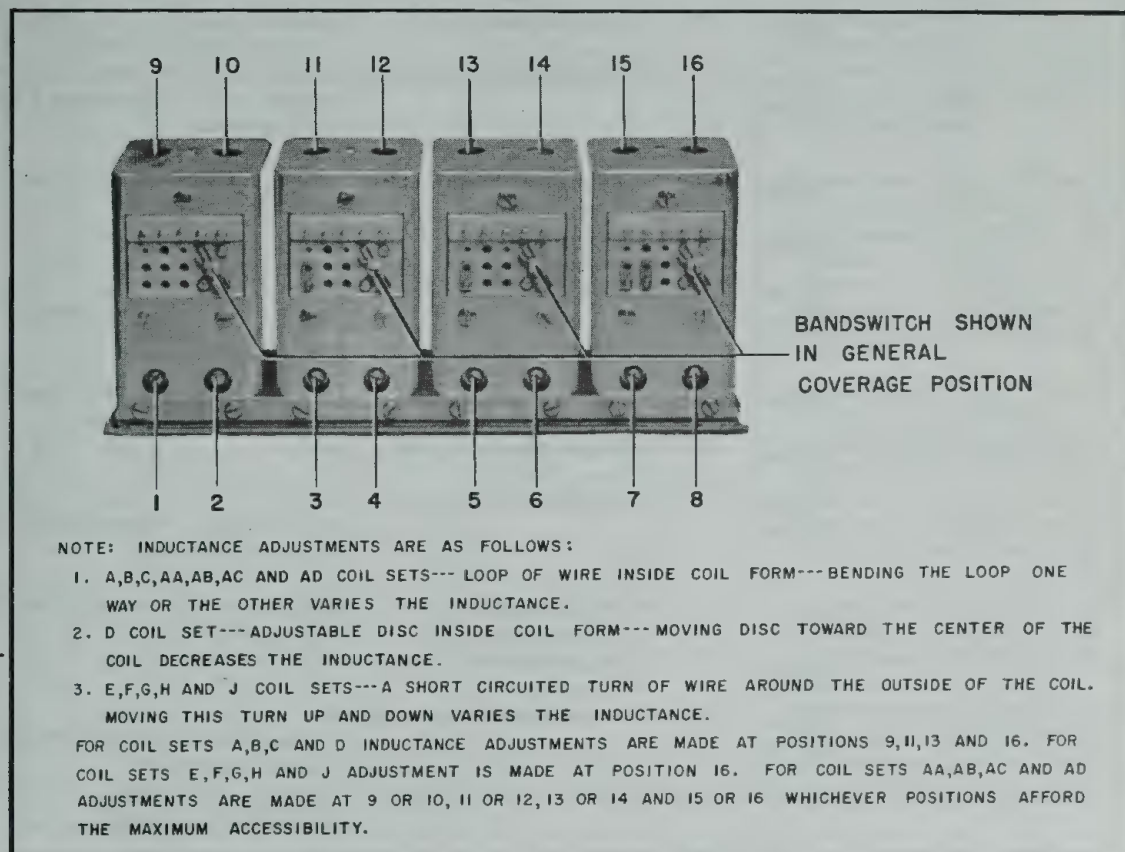 9 10 11 12 13 14 15 16
BANDSWITCH SHOWN
IN GENERAL
COVERAGE POSITION
1 2 3 4 5 6 7 8
NOTE: INDUCTANCE ADJUSTMENTS ARE AS FOLLOWS:
1. A,B,C,AA,AB,AC AND AD COIL SETS--- LOOP OF WIRE INSIDE COIL FORM---BENDING THE LOOP ONE
WAY OR THE OTHER VARIES THE INDUCTANCE.
2. D COIL SET---ADJUSTABLE DISC INSIDE COIL FORM---MOVING DISC TOWARD THE CENTER OF THE
COIL DECREASES THE INDUCTANCE.
3. E,F,G,H AND J COIL SETS---A SHORT CIRCUITED TURN OF WIRE AROUND THE OUTSIDE OF THE COIL.
MOVING THIS TURN UP AND DOWN VARIES THE INDUCTANCE.
FOR COIL SETS A,B,C AND D INDUCTANCE ADJUSTMENTS ARE MADE AT POSITIONS 9,11,13 AND 16. FOR
COIL SETS E,F,G,H AND J ADJUSTMENT IS MADE AT POSITION 16. FOR COIL SETS AA,AB,AC AND AD
ADJUSTMENTS ARE MADE AT 9 OR 10, 11 OR 12, 13 OR 14 AND 15 OR 16 WHICHEVER POSITIONS AFFORD
THE MAXIMUM ACCESSIBILITY.